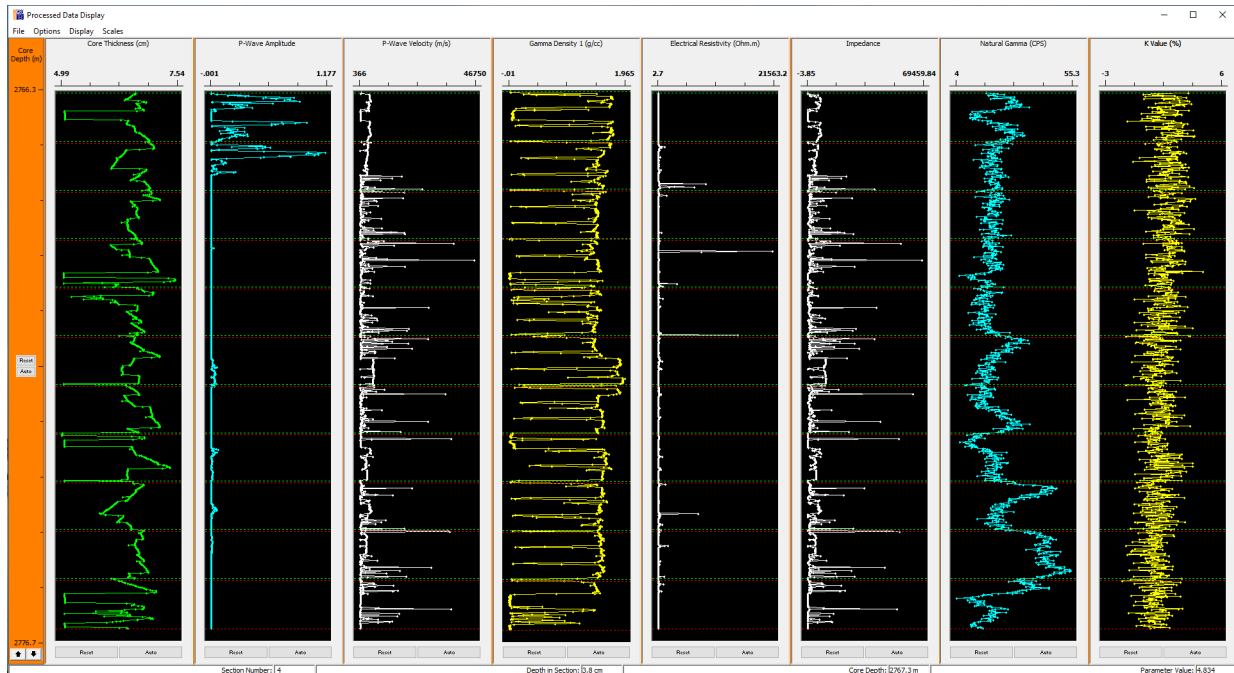 Processed Data Display
File Options Display Scales
Core Depth (m)
2766.3
Reset
Auto
2776.7
Core Thickness (cm)
4.99 7.54
Reset Auto
P-Wave Amplitude
-.001 1.177
Reset Auto
P-Wave Velocity (m/s)
366 46750
Reset Auto
Gamma Density 1 (g/cc)
-.01 1.965
Reset Auto
Electrical Resistivity (Ohm.m)
2.7 21563.2
Reset Auto
Impedance
-3.85 69459.84
Reset Auto
Natural Gamma (CPS)
4 55.3
Reset Auto
K Value (%)
-3 6
Reset Auto
Section Number: 4 Depth in Section: 3.8 cm Core Depth: 2767.3 m Parameter Value: 4.834